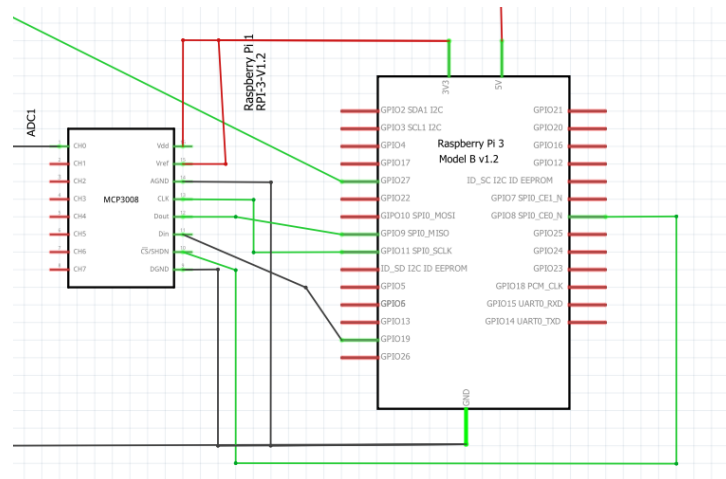 Raspberry Pi 1
RPI-3-V1.2
ADC1
MCP3008
CH0
CH1
CH2
CH3
CH4
CH5
CH6
CH7
Vdd
Vref
AGND
CLK
Dout
Din
CS/SHDN
DGND
Raspberry Pi 3
Model B v1.2
3V3
5V
GPIO2 SDA1 I2C
GPIO3 SCL1 I2C
GPIO4
GPIO17
GPIO27
GPIO22
GPIO10 SPI0_MOSI
GPIO9 SPI0_MISO
GPIO11 SPI0_SCLK
ID_SD I2C ID EEPROM
GPIO5
GPIO6
GPIO13
GPIO19
GPIO26
GPIO21
GPIO20
GPIO16
GPIO12
ID_SC I2C ID EEPROM
GPIO7 SPI0_CE1_N
GPIO8 SPI0_CE0_N
GPIO25
GPIO24
GPIO23
GPIO18 PCM_CLK
GPIO15 UART0_RXD
GPIO14 UART0_TXD
GND